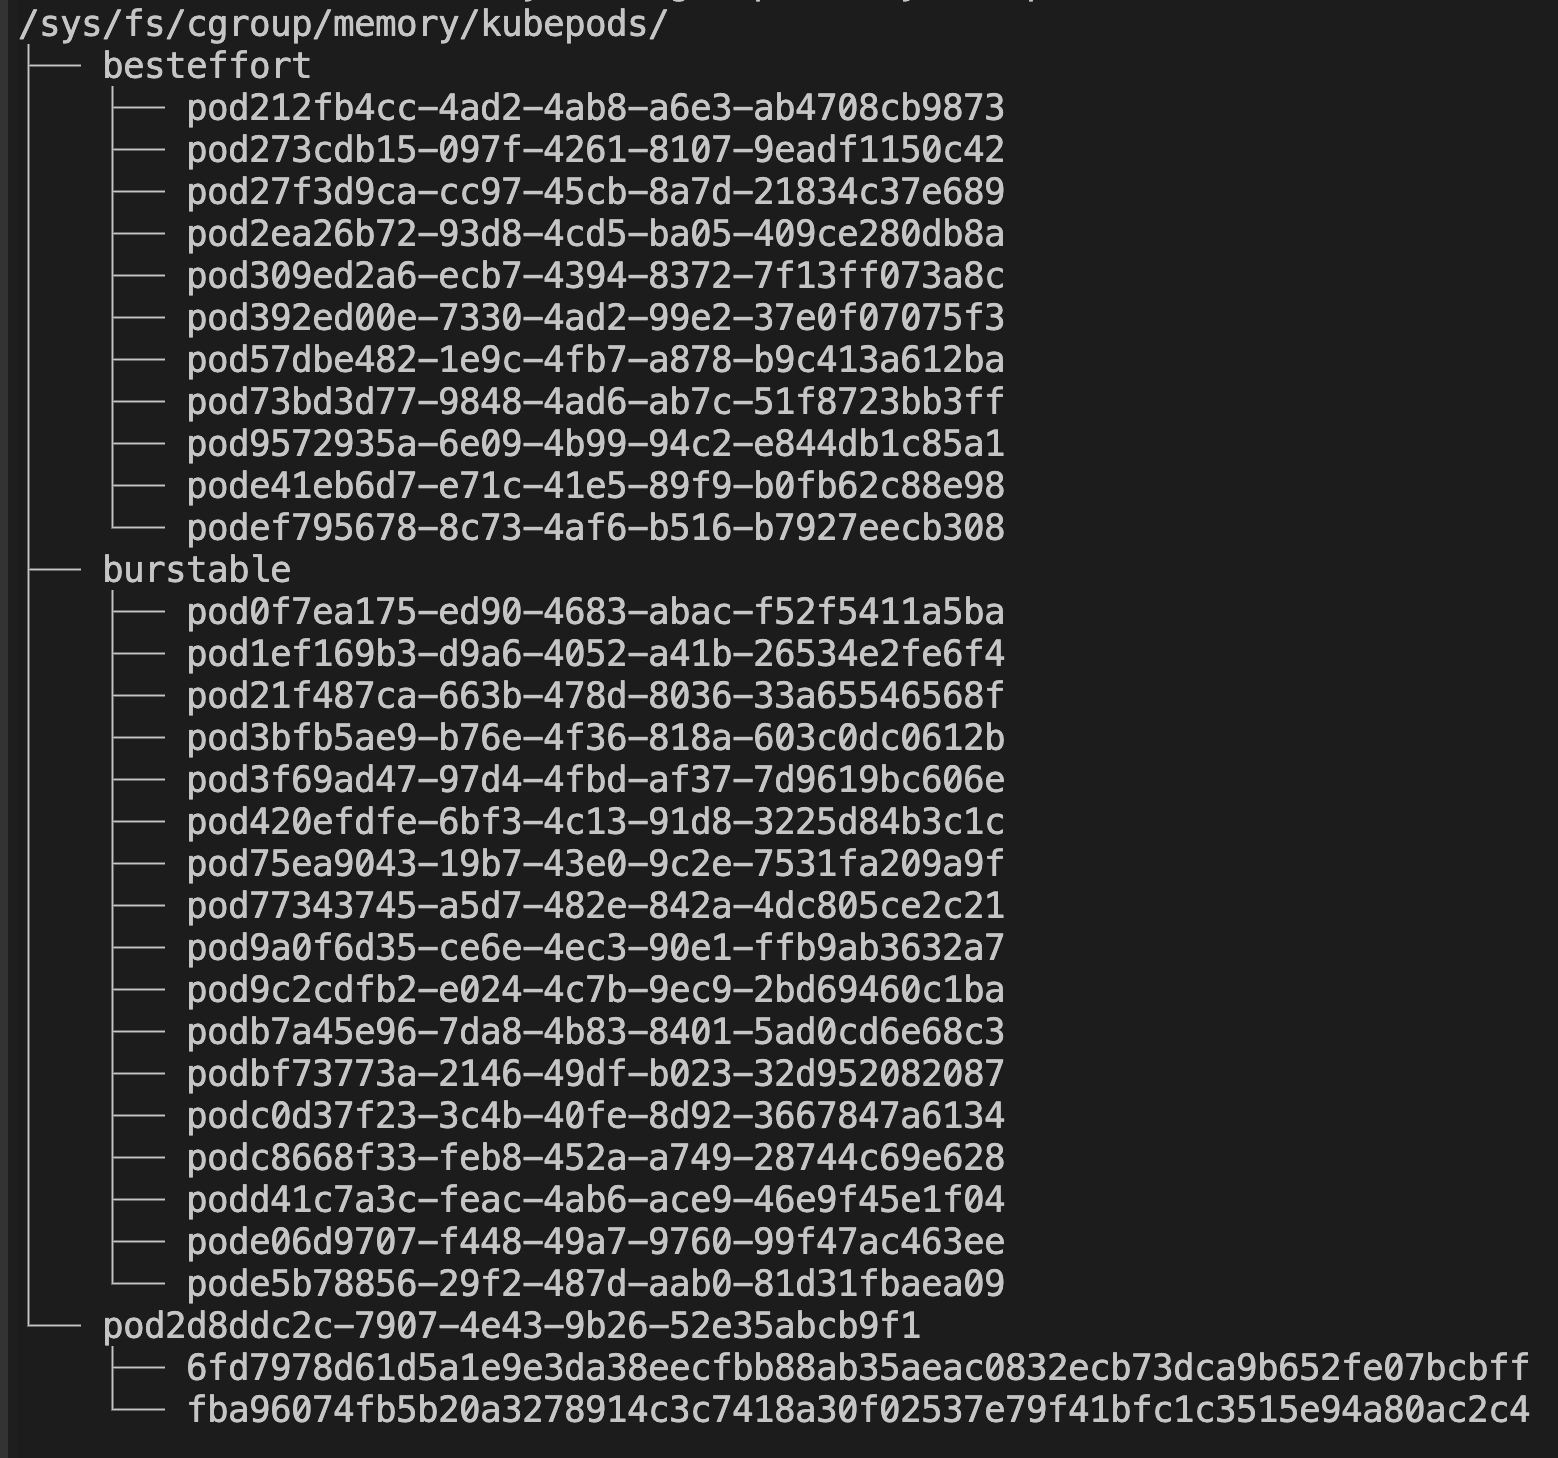 /sys/fs/cgroup/memory/kubepods/
├── besteffort
│   ├── pod212fb4cc-4ad2-4ab8-a6e3-ab4708cb9873
│   ├── pod273cdb15-097f-4261-8107-9eadf1150c42
│   ├── pod27f3d9ca-cc97-45cb-8a7d-21834c37e689
│   ├── pod2ea26b72-93d8-4cd5-ba05-409ce280db8a
│   ├── pod309ed2a6-ecb7-4394-8372-7f13ff073a8c
│   ├── pod392ed00e-7330-4ad2-99e2-37e0f07075f3
│   ├── pod57dbe482-1e9c-4fb7-a878-b9c413a612ba
│   ├── pod73bd3d77-9848-4ad6-ab7c-51f8723bb3ff
│   ├── pod9572935a-6e09-4b99-94c2-e844db1c85a1
│   ├── pode41eb6d7-e71c-41e5-89f9-b0fb62c88e98
│   └── podef795678-8c73-4af6-b516-b7927eecb308
├── burstable
│   ├── pod0f7ea175-ed90-4683-abac-f52f5411a5ba
│   ├── pod1ef169b3-d9a6-4052-a41b-26534e2fe6f4
│   ├── pod21f487ca-663b-478d-8036-33a65546568f
│   ├── pod3bfb5ae9-b76e-4f36-818a-603c0dc0612b
│   ├── pod3f69ad47-97d4-4fbd-af37-7d9619bc606e
│   ├── pod420efdfe-6bf3-4c13-91d8-3225d84b3c1c
│   ├── pod75ea9043-19b7-43e0-9c2e-7531fa209a9f
│   ├── pod77343745-a5d7-482e-842a-4dc805ce2c21
│   ├── pod9a0f6d35-ce6e-4ec3-90e1-ffb9ab3632a7
│   ├── pod9c2cdfb2-e024-4c7b-9ec9-2bd69460c1ba
│   ├── podb7a45e96-7da8-4b83-8401-5ad0cd6e68c3
│   ├── podbf73773a-2146-49df-b023-32d952082087
│   ├── podc0d37f23-3c4b-40fe-8d92-3667847a6134
│   ├── podc8668f33-feb8-452a-a749-28744c69e628
│   ├── podd41c7a3c-feac-4ab6-ace9-46e9f45e1f04
│   ├── pode06d9707-f448-49a7-9760-99f47ac463ee
│   └── pode5b78856-29f2-487d-aab0-81d31fbaea09
└── pod2d8ddc2c-7907-4e43-9b26-52e35abcb9f1
    ├── 6fd7978d61d5a1e9e3da38eecfbb88ab35aeac0832ecb73dca9b652fe07bcbff
    └── fba96074fb5b20a3278914c3c7418a30f02537e79f41bfc1c3515e94a80ac2c4